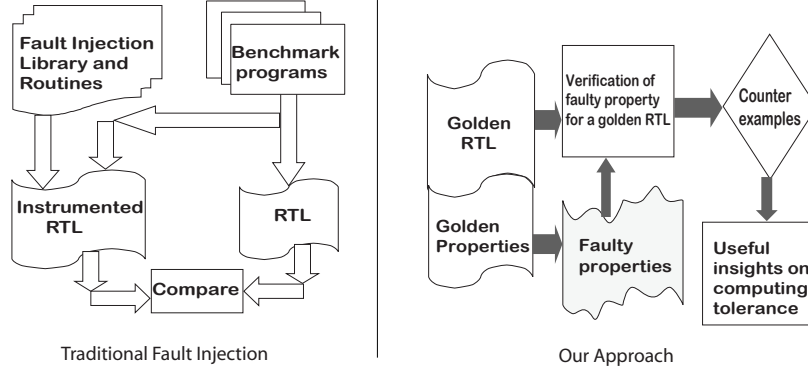 Fault Injection
Library and
Routines
Benchmark
programs
Instrumented
RTL
RTL
Compare
Traditional Fault Injection
Golden
RTL
Verification of
faulty property
for a golden RTL
Counter
examples
Golden
Properties
Faulty
properties
Useful
insights on
computing
tolerance
Our Approach